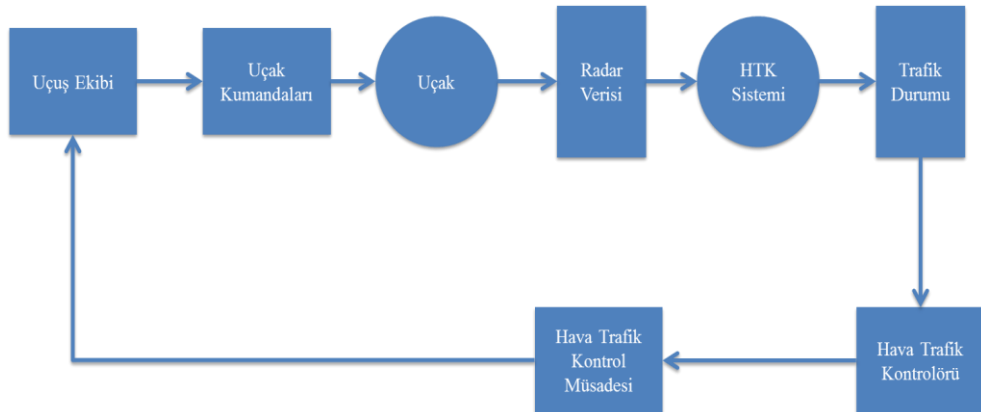 Uçuş Ekibi
Uçak
Kumandaları
Uçak
Radar
Verisi
HTK
Sistemi
Trafik
Durumu
Hava Trafik
Kontrolörü
Hava Trafik
Kontrol
Müsadesi